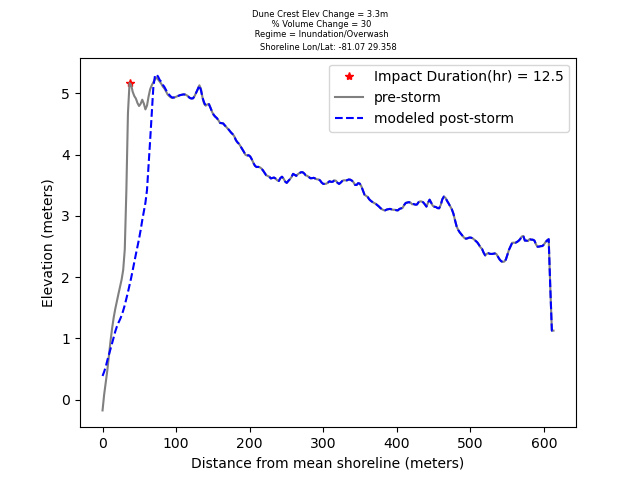 Dune Crest Elev Change = 3.3m
% Volume Change = 30
Regime = Inundation/Overwash
Shoreline Lon/Lat: -81.07 29.358
Impact Duration(hr) = 12.5
pre-storm
modeled post-storm
Elevation (meters)
5
4
3
2
1
0
0 100 200 300 400 500 600
Distance from mean shoreline (meters)